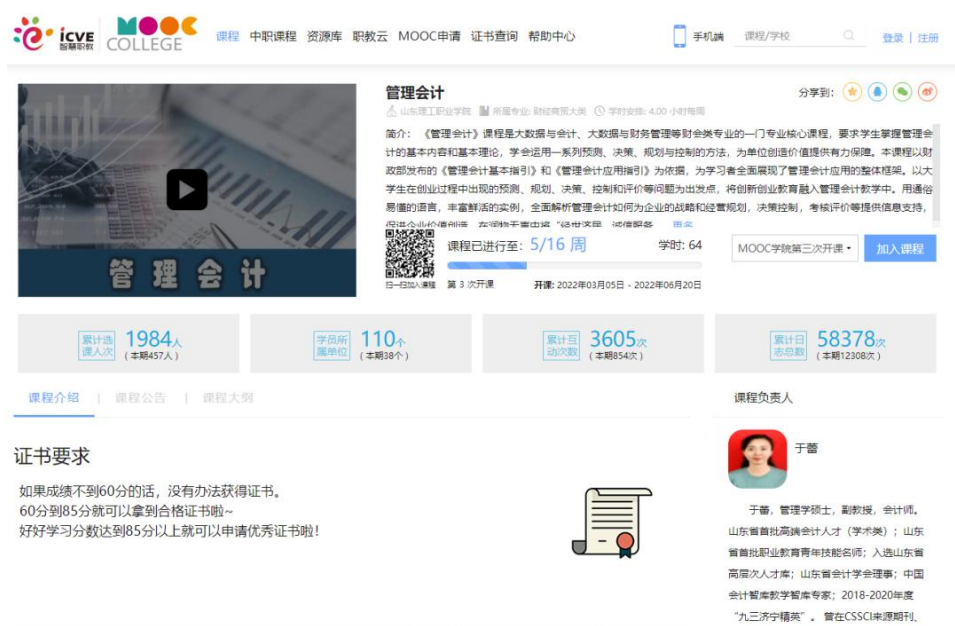 icve
智慧职教
MOOC
COLLEGE
课程 中职课程 资源库 职教云 MOOC申请 证书查询 帮助中心
手机端 课程/学校 登录 | 注册
管理会计
管理会计
山东理工职业学院 所属专业: 财经商贸大类 学时安排: 4.00 小时每周
分享到:
简介: 《管理会计》课程是大数据与会计、大数据与财务管理等财会类专业的一门专业核心课程，要求学生掌握管理会
计的基本内容和基本理论，学会运用一系列预测、决策、规划与控制的方法，为单位创造价值提供有力保障。本课程以财
政部发布的《管理会计基本指引》和《管理会计应用指引》为依据，为学习者全面展现了管理会计应用的整体框架。以大
学生在创业过程中出现的预测、规划、决策、控制和评价等问题为出发点，将创新创业教育融入管理会计教学中。用通俗
易懂的语言，丰富鲜活的实例，全面解析管理会计如何为企业的战略和经营规划，决策控制，考核评价等提供信息支持，
促进企业价值创造，在润物无声中将“经世济民、诚信服务 更多
课程已进行至: 5/16 周 学时: 64
MOOC学院第三次开课 加入课程
扫一扫加入课程 第 3 次开课 开课: 2022年03月05日 - 2022年06月20日
累计选课人次 1984人 （本期457人）
学员所属单位 110个 （本期38个）
累计互动次数 3605次 （本期854次）
累计日志总数 58378次 （本期12308次）
课程介绍 | 课程公告 | 课程大纲
课程负责人
证书要求
如果成绩不到60分的话，没有办法获得证书。
60分到85分就可以拿到合格证书啦~
好好学习分数达到85分以上就可以申请优秀证书啦！
于蕾
于蕾，管理学硕士，副教授，会计师。
山东省首批高端会计人才（学术类）；山东
省首批职业教育青年技能名师；入选山东省
高层次人才库；山东省会计学会理事；中国
会计智库教学智库专家；2018-2020年度
“九三济宁精英”。 曾在CSSCI来源期刊、